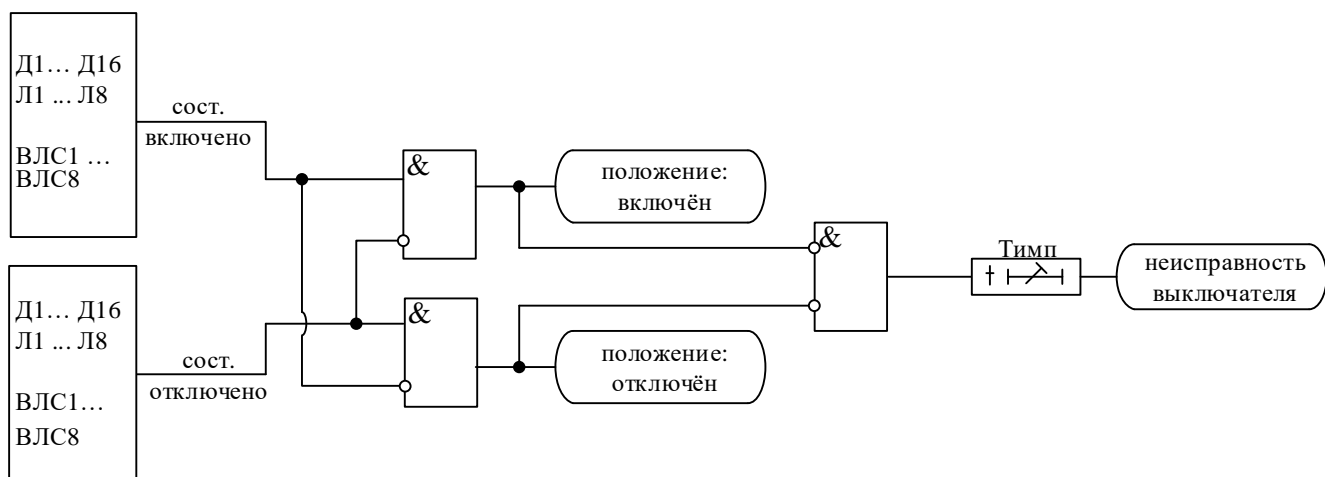 Д1… Д16
Л1 ... Л8
ВЛС1 …
ВЛС8
сост.
включено
&
положение:
включён
&
Тимп
неисправность
выключателя
Д1… Д16
Л1 ... Л8
ВЛС1…
ВЛС8
сост.
отключено
&
положение:
отключён